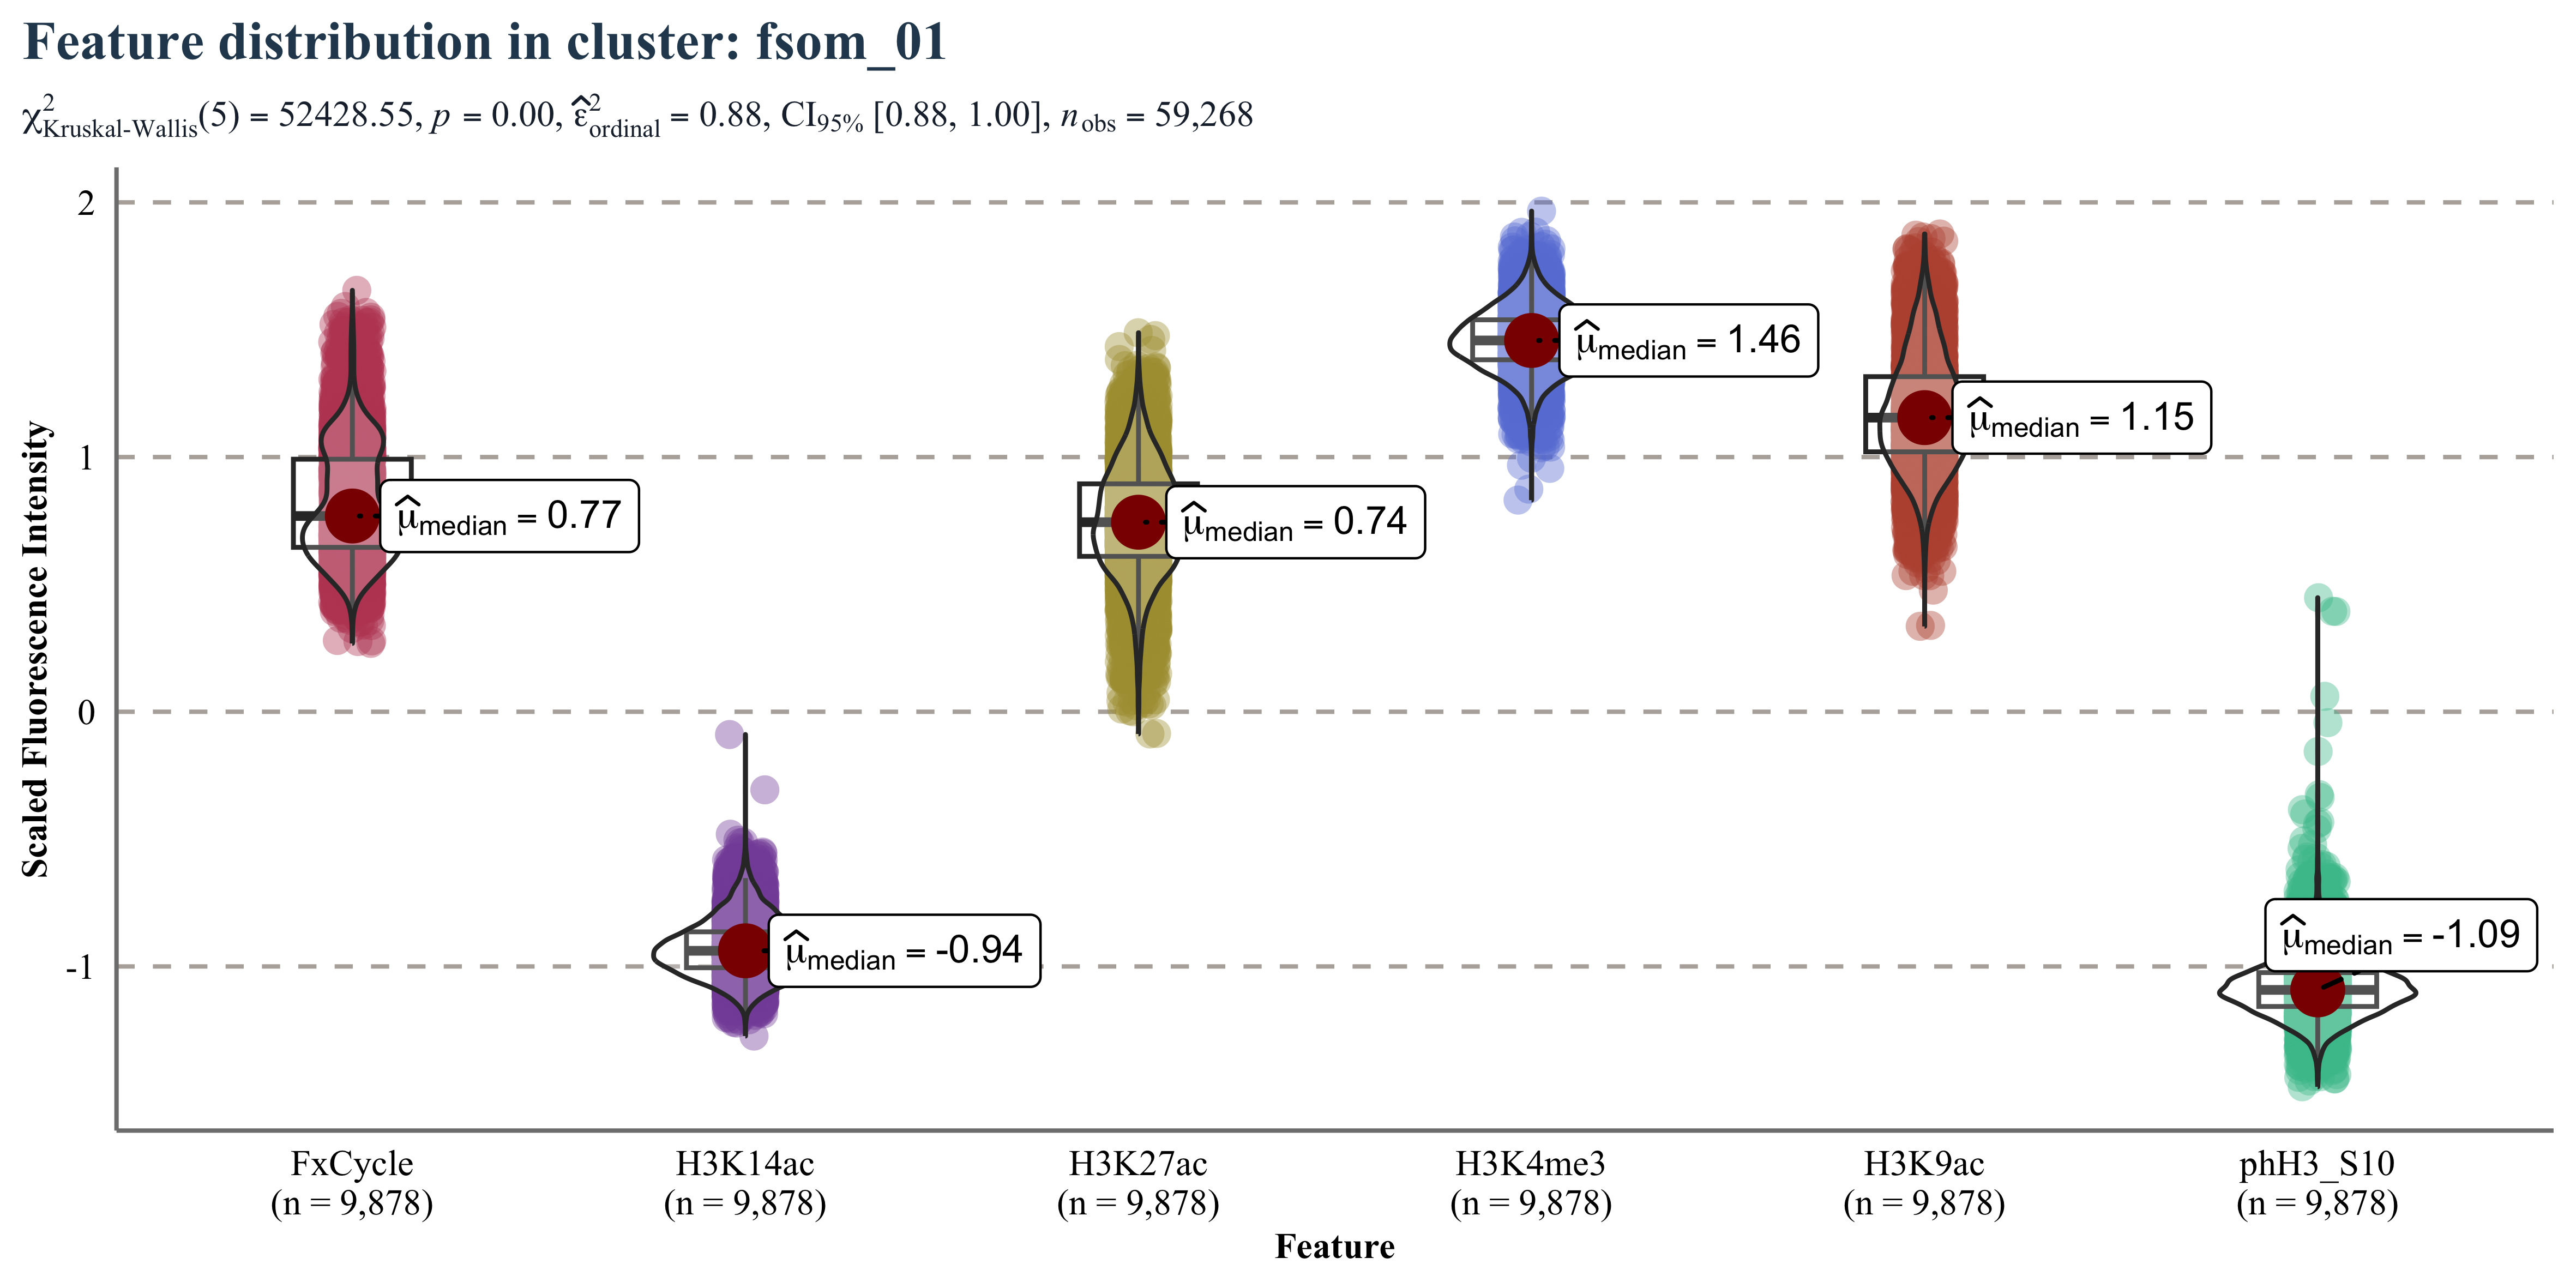 Feature distribution in cluster: fsom_01
χ²Kruskal-Wallis(5) = 52428.55, p = 0.00, ε̂²ordinal = 0.88, CI95% [0.88, 1.00], nobs = 59,268
Scaled Fluorescence Intensity
2
1
0
-1
μ̂median = 0.77
μ̂median = -0.94
μ̂median = 0.74
μ̂median = 1.46
μ̂median = 1.15
μ̂median = -1.09
FxCycle H3K14ac H3K27ac H3K4me3 H3K9ac phH3_S10
(n = 9,878) (n = 9,878) (n = 9,878) (n = 9,878) (n = 9,878) (n = 9,878)
Feature